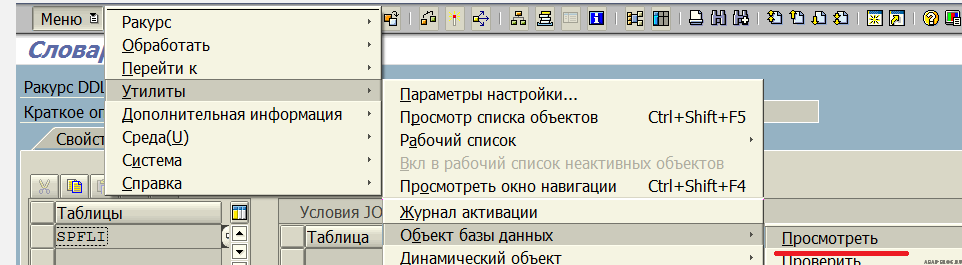 Меню
Словар
Ракурс DDL
Краткое оп
Свойст
Ракурс
Обработать
Перейти к
Утилиты
Дополнительная информация
Среда(U)
Система
Справка
Параметры настройки...
Просмотр списка объектов Ctrl+Shift+F5
Рабочий список
Вкл в рабочий список неактивных объектов
Просмотреть окно навигации Ctrl+Shift+F4
Журнал активации
Объект базы данных
Динамический объект
Просмотреть
Проверить
Таблицы
SPFLI
Условия JO
Таблица